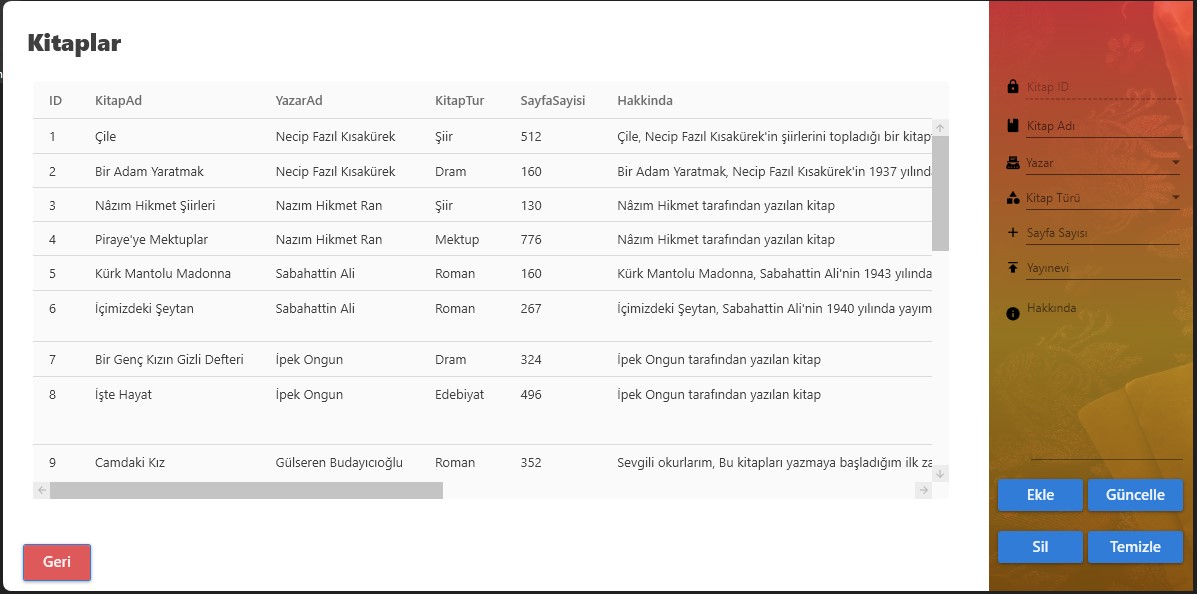 Kitaplar
ID KitapAd YazarAd KitapTur SayfaSayisi Hakkinda
1 Çile Necip Fazıl Kısakürek Şiir 512 Çile, Necip Fazıl Kısakürek'in şiirlerini topladığı bir kitap
2 Bir Adam Yaratmak Necip Fazıl Kısakürek Dram 160 Bir Adam Yaratmak, Necip Fazıl Kısakürek'in 1937 yılınd
3 Nâzım Hikmet Şiirleri Nazım Hikmet Ran Şiir 130 Nâzım Hikmet tarafından yazılan kitap
4 Piraye'ye Mektuplar Nazım Hikmet Ran Mektup 776 Nâzım Hikmet tarafından yazılan kitap
5 Kürk Mantolu Madonna Sabahattin Ali Roman 160 Kürk Mantolu Madonna, Sabahattin Ali'nin 1943 yılında
6 İçimizdeki Şeytan Sabahattin Ali Roman 267 İçimizdeki Şeytan, Sabahattin Ali'nin 1940 yılında yayım
7 Bir Genç Kızın Gizli Defteri İpek Ongun Dram 324 İpek Ongun tarafından yazılan kitap
8 İşte Hayat İpek Ongun Edebiyat 496 İpek Ongun tarafından yazılan kitap
9 Camdaki Kız Gülseren Budayıcıoğlu Roman 352 Sevgili okurlarım, Bu kitapları yazmaya başladığım ilk za
Geri
Kitap ID
Kitap Adı
Yazar
Kitap Türü
Sayfa Sayısı
Yayınevi
Hakkında
Ekle Güncelle
Sil Temizle